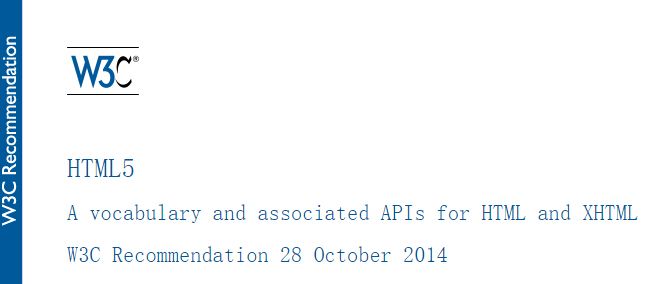 W3C Recommendation
W3C®
HTML5
A vocabulary and associated APIs for HTML and XHTML
W3C Recommendation 28 October 2014